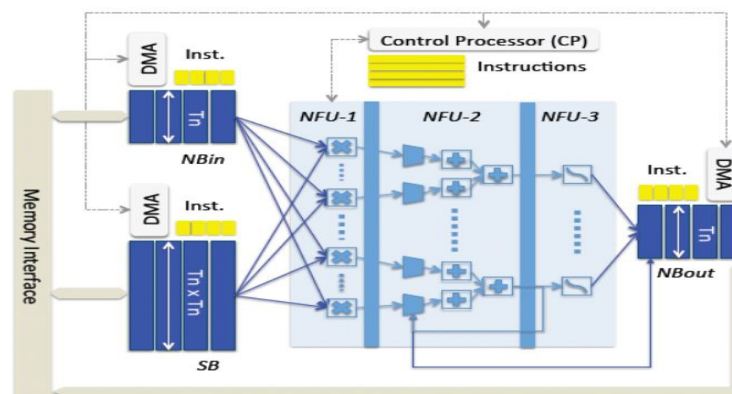 Control Processor (CP)
DMA
Inst.
Instructions
Tn
NBin
NFU-1
NFU-2
NFU-3
Memory Interface
DMA
Inst.
Tn x Tn
SB
Inst.
DMA
Tn
NBout